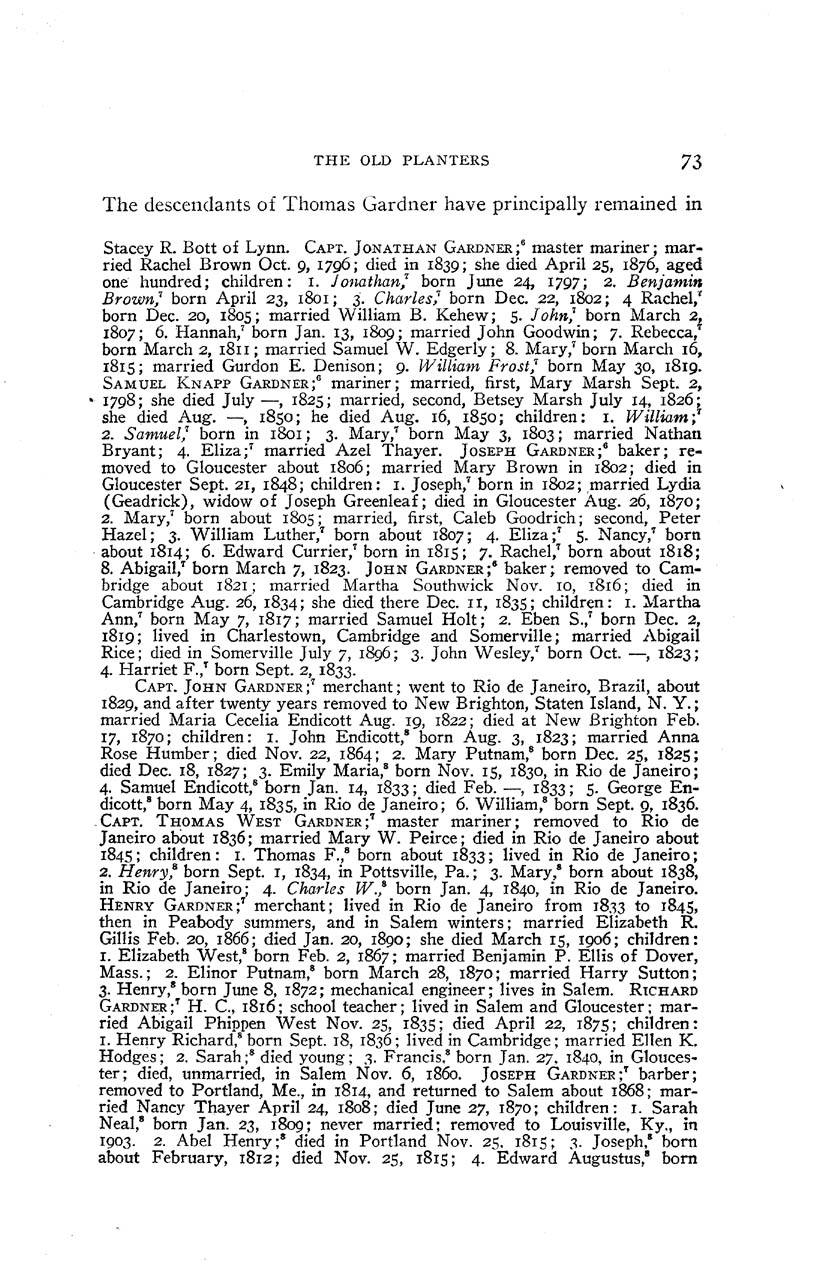 THE OLD PLANTERS 73
The descendants of Thomas Gardner have principally remained in
Stacey R. Bott of Lynn. CAPT. JONATHAN GARDNER;⁶ master mariner; mar-
ried Rachel Brown Oct. 9, 1796; died in 1839; she died April 25, 1876, aged
one hundred; children: 1. Jonathan,⁷ born June 24, 1797; 2. Benjamin
Brown,⁷ born April 23, 1801; 3. Charles,⁷ born Dec. 22, 1802; 4 Rachel,⁷
born Dec. 20, 1805; married William B. Kehew; 5. John,⁷ born March 2,
1807; 6. Hannah,⁷ born Jan. 13, 1809; married John Goodwin; 7. Rebecca,⁷
born March 2, 1811; married Samuel W. Edgerly; 8. Mary,⁷ born March 16,
1815; married Gurdon E. Denison; 9. William Frost,⁷ born May 30, 1819.
SAMUEL KNAPP GARDNER;⁶ mariner; married, first, Mary Marsh Sept. 2,
1798; she died July —, 1825; married, second, Betsey Marsh July 14, 1826;
she died Aug. —, 1850; he died Aug. 16, 1850; children: 1. William;⁷
2. Samuel,⁷ born in 1801; 3. Mary,⁷ born May 3, 1803; married Nathan
Bryant; 4. Eliza;⁷ married Azel Thayer. JOSEPH GARDNER;⁶ baker; re-
moved to Gloucester about 1806; married Mary Brown in 1802; died in
Gloucester Sept. 21, 1848; children: 1. Joseph,⁷ born in 1802; married Lydia
(Geadrick), widow of Joseph Greenleaf; died in Gloucester Aug. 26, 1870;
2. Mary,⁷ born about 1805; married, first, Caleb Goodrich; second, Peter
Hazel; 3. William Luther,⁷ born about 1807; 4. Eliza;⁷ 5. Nancy,⁷ born
about 1814; 6. Edward Currier,⁷ born in 1815; 7. Rachel,⁷ born about 1818;
8. Abigail,⁷ born March 7, 1823. JOHN GARDNER;⁶ baker; removed to Cam-
bridge about 1821; married Martha Southwick Nov. 10, 1816; died in
Cambridge Aug. 26, 1834; she died there Dec. 11, 1835; children: 1. Martha
Ann,⁷ born May 7, 1817; married Samuel Holt; 2. Eben S.,⁷ born Dec. 2,
1819; lived in Charlestown, Cambridge and Somerville; married Abigail
Rice; died in Somerville July 7, 1896; 3. John Wesley,⁷ born Oct. —, 1823;
4. Harriet F.,⁷ born Sept. 2, 1833.
CAPT. JOHN GARDNER;⁷ merchant; went to Rio de Janeiro, Brazil, about
1829, and after twenty years removed to New Brighton, Staten Island, N. Y.;
married Maria Cecelia Endicott Aug. 19, 1822; died at New Brighton Feb.
17, 1870; children: 1. John Endicott,⁸ born Aug. 3, 1823; married Anna
Rose Humber; died Nov. 22, 1864; 2. Mary Putnam,⁸ born Dec. 25, 1825;
died Dec. 18, 1827; 3. Emily Maria,⁸ born Nov. 15, 1830, in Rio de Janeiro;
4. Samuel Endicott,⁸ born Jan. 14, 1833; died Feb. —, 1833; 5. George En-
dicott,⁸ born May 4, 1835, in Rio de Janeiro; 6. William,⁸ born Sept. 9, 1836.
CAPT. THOMAS WEST GARDNER;⁷ master mariner; removed to Rio de
Janeiro about 1836; married Mary W. Peirce; died in Rio de Janeiro about
1845; children: 1. Thomas F.,⁸ born about 1833; lived in Rio de Janeiro;
2. Henry,⁸ born Sept. 1, 1834, in Pottsville, Pa.; 3. Mary,⁸ born about 1838,
in Rio de Janeiro; 4. Charles W.,⁸ born Jan. 4, 1840, in Rio de Janeiro.
HENRY GARDNER;⁷ merchant; lived in Rio de Janeiro from 1833 to 1845,
then in Peabody summers, and in Salem winters; married Elizabeth R.
Gillis Feb. 20, 1866; died Jan. 20, 1890; she died March 15, 1906; children:
1. Elizabeth West,⁸ born Feb. 2, 1867; married Benjamin P. Ellis of Dover,
Mass.; 2. Elinor Putnam,⁸ born March 28, 1870; married Harry Sutton;
3. Henry,⁸ born June 8, 1872; mechanical engineer; lives in Salem. RICHARD
GARDNER;⁷ H. C., 1816; school teacher; lived in Salem and Gloucester; mar-
ried Abigail Phippen West Nov. 25, 1835; died April 22, 1875; children:
1. Henry Richard,⁸ born Sept. 18, 1836; lived in Cambridge; married Ellen K.
Hodges; 2. Sarah;⁸ died young; 3. Francis,⁸ born Jan. 27, 1840, in Glouces-
ter; died, unmarried, in Salem Nov. 6, 1860. JOSEPH GARDNER;⁷ barber;
removed to Portland, Me., in 1814, and returned to Salem about 1868; mar-
ried Nancy Thayer April 24, 1808; died June 27, 1870; children: 1. Sarah
Neal,⁸ born Jan. 23, 1809; never married; removed to Louisville, Ky., in
1903. 2. Abel Henry;⁸ died in Portland Nov. 25, 1815; 3. Joseph,⁸ born
about February, 1812; died Nov. 25, 1815; 4. Edward Augustus,⁸ born